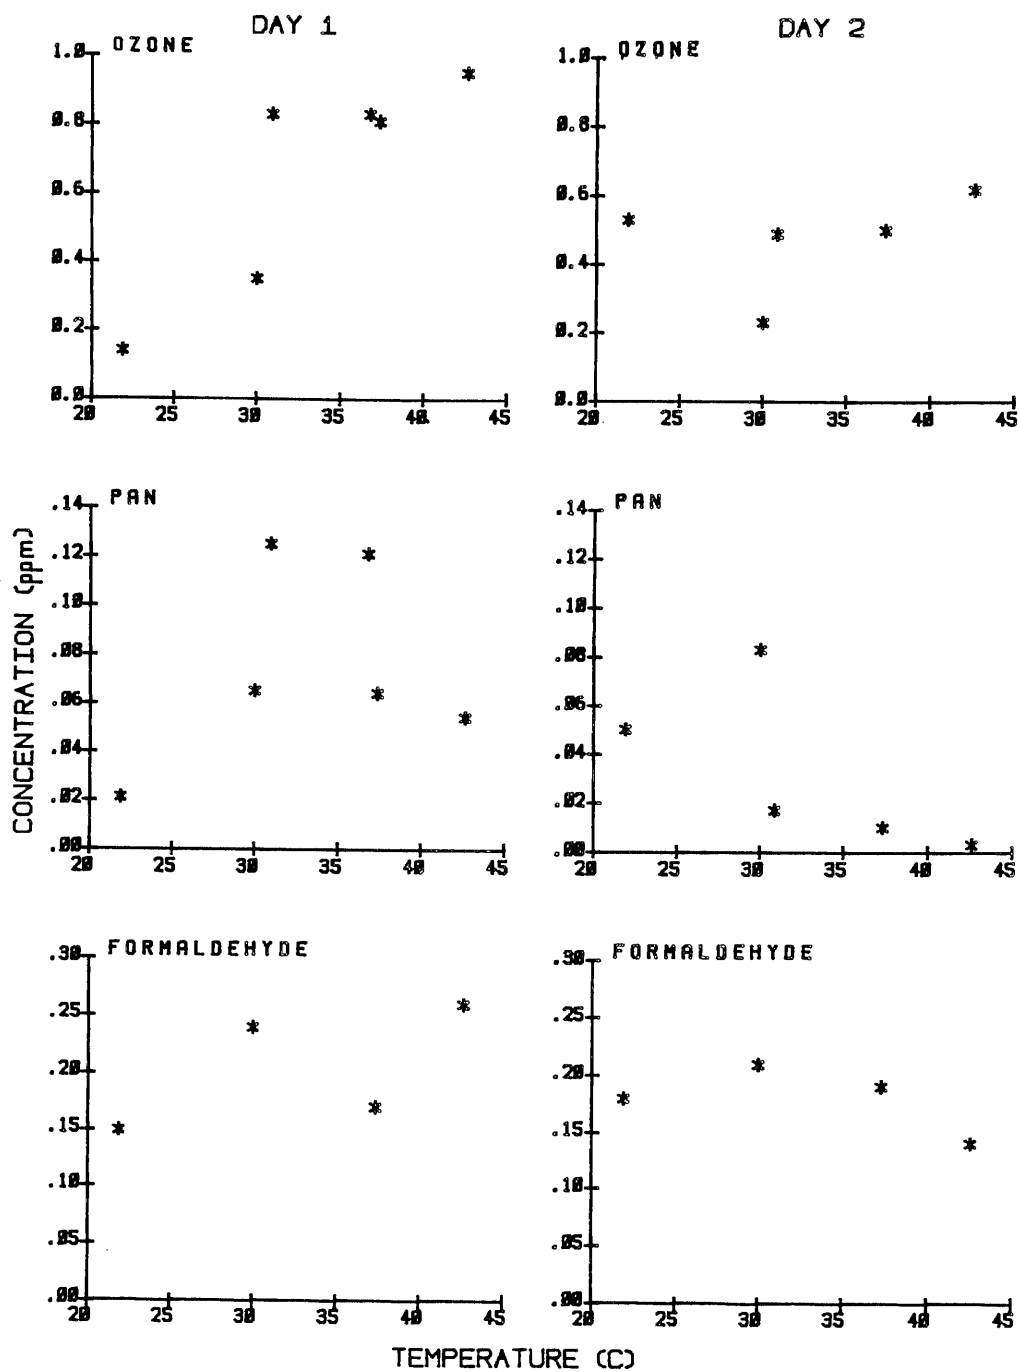 DAY 1
OZONE
1.0
0.8
0.6
0.4
0.2
0.0
20 25 30 35 40 45
DAY 2
OZONE
1.0
0.8
0.6
0.4
0.2
0.0
20 25 30 35 40 45
CONCENTRATION (ppm)
PAN
.14
.12
.10
.08
.06
.04
.02
.00
20 25 30 35 40 45
PAN
.14
.12
.10
.08
.06
.04
.02
.00
20 25 30 35 40 45
FORMALDEHYDE
.30
.25
.20
.15
.10
.05
.00
20 25 30 35 40 45
FORMALDEHYDE
.30
.25
.20
.15
.10
.05
.00
20 25 30 35 40 45
TEMPERATURE (C)